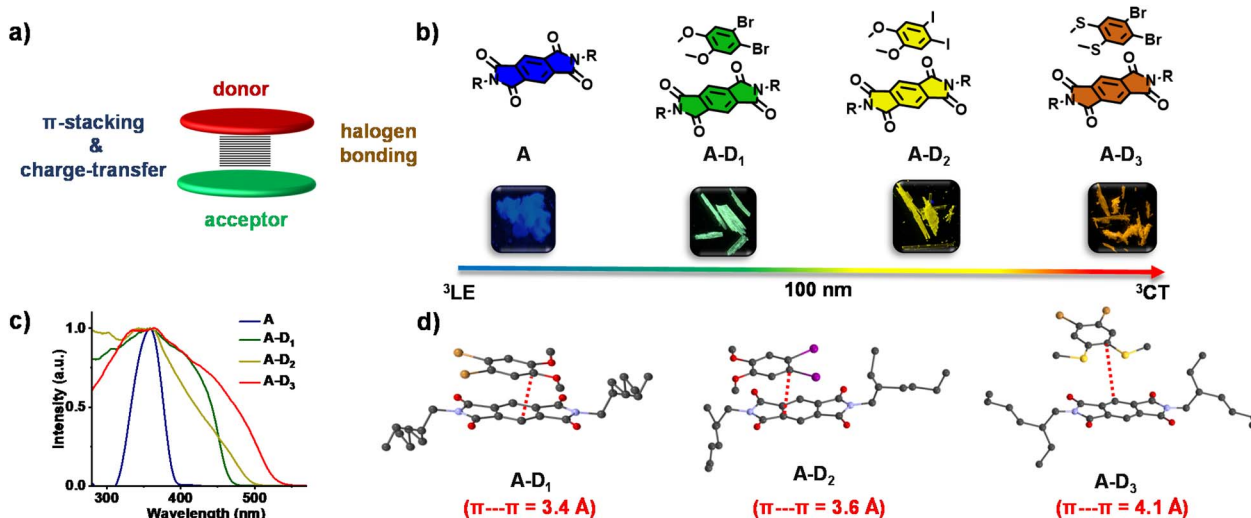 a)
donor
π-stacking
&
charge-transfer
halogen
bonding
acceptor
b)
O
O
N-R
R-N
O
O
A
O
Br
O
Br
O
O
N-R
R-N
O
O
A-D₁
O
I
O
I
O
O
N-R
R-N
O
O
A-D₂
S
Br
S
Br
O
O
N-R
R-N
O
O
A-D₃
³LE
100 nm
³CT
c)
Intensity (a.u.)
1.0
0.5
0.0
A
A-D₁
A-D₂
A-D₃
300
400
500
Wavelength (nm)
d)
A-D₁
(π---π = 3.4 Å)
A-D₂
(π---π = 3.6 Å)
A-D₃
(π---π = 4.1 Å)